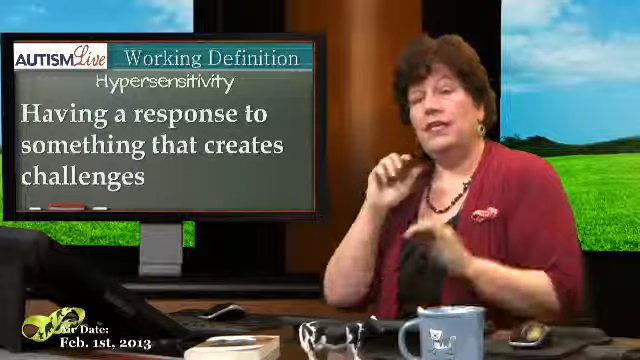 AUTISM Live Working Definition
Hypersensitivity
Having a response to
something that creates
challenges
Air Date:
Feb. 1st, 2013